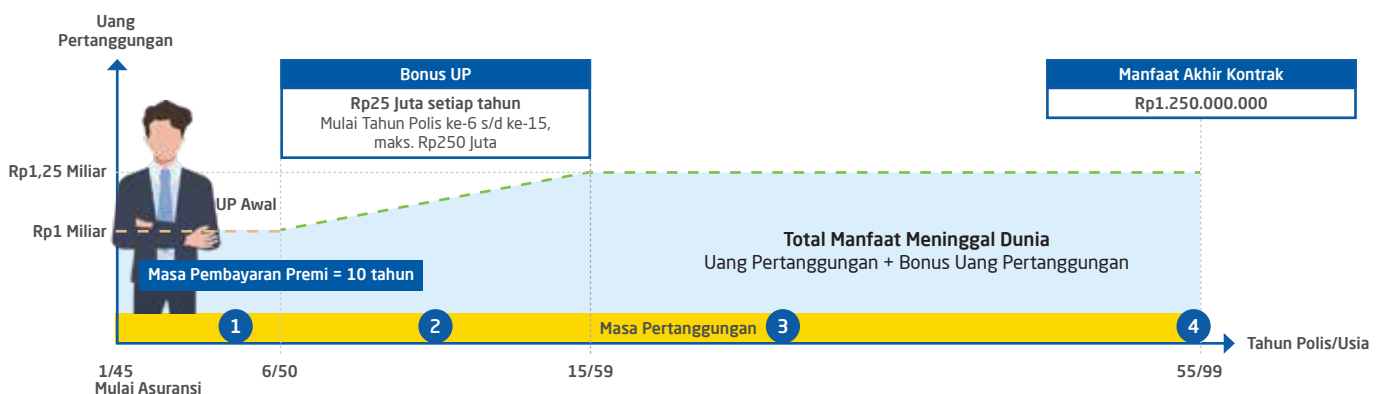 Uang
Pertanggungan
Bonus UP
Rp25 Juta setiap tahun
Mulai Tahun Polis ke-6 s/d ke-15,
maks. Rp250 Juta
Manfaat Akhir Kontrak
Rp1.250.000.000
Rp1,25 Miliar
UP Awal
Rp1 Miliar
Total Manfaat Meninggal Dunia
Uang Pertanggungan + Bonus Uang Pertanggungan
Masa Pembayaran Premi = 10 tahun
1
2
Masa Pertanggungan
3
4
Tahun Polis/Usia
1/45
6/50
15/59
55/99
Mulai Asuransi